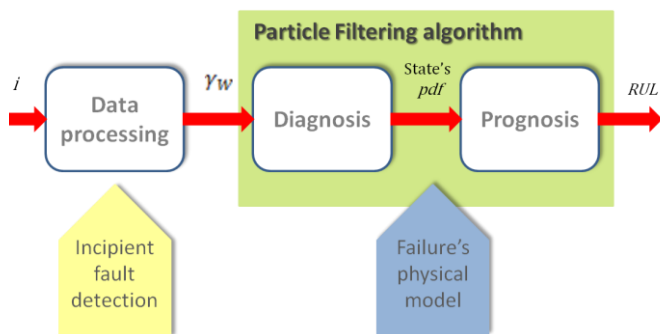 Particle Filtering algorithm
i
Data
processing
γw
Diagnosis
State's
pdf
Prognosis
RUL
Incipient
fault
detection
Failure's
physical
model